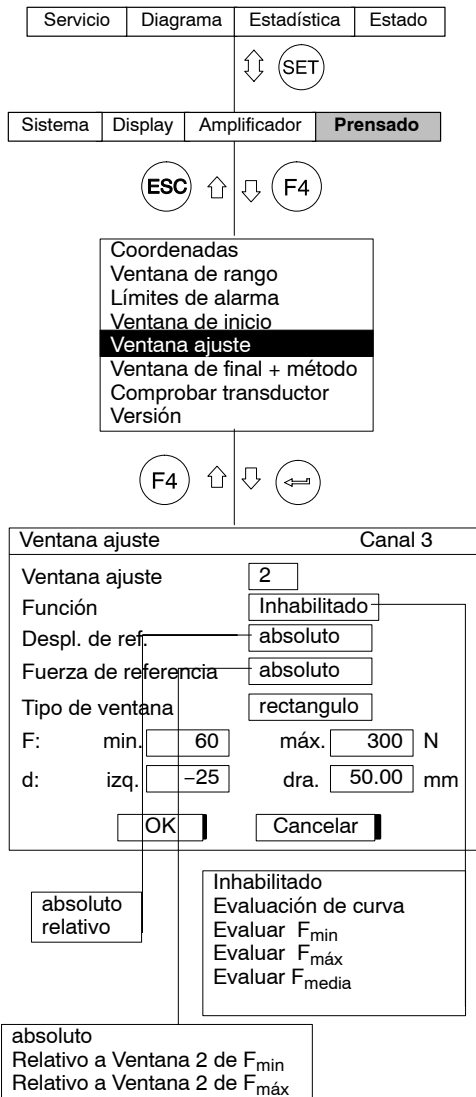 Servicio Diagrama Estadística Estado
SET
Sistema Display Amplificador Prensado
ESC F4
Coordenadas
Ventana de rango
Límites de alarma
Ventana de inicio
Ventana ajuste
Ventana de final + método
Comprobar transductor
Versión
F4
Ventana ajuste Canal 3
Ventana ajuste 2
Función Inhabilitado
Despl. de ref. absoluto
Fuerza de referencia absoluto
Tipo de ventana rectangulo
F: min. 60 máx. 300 N
d: izq. −25 dra. 50.00 mm
OK Cancelar
absoluto
relativo
Inhabilitado
Evaluación de curva
Evaluar Fmin
Evaluar Fmáx
Evaluar Fmedia
absoluto
Relativo a Ventana 2 de Fmin
Relativo a Ventana 2 de Fmáx